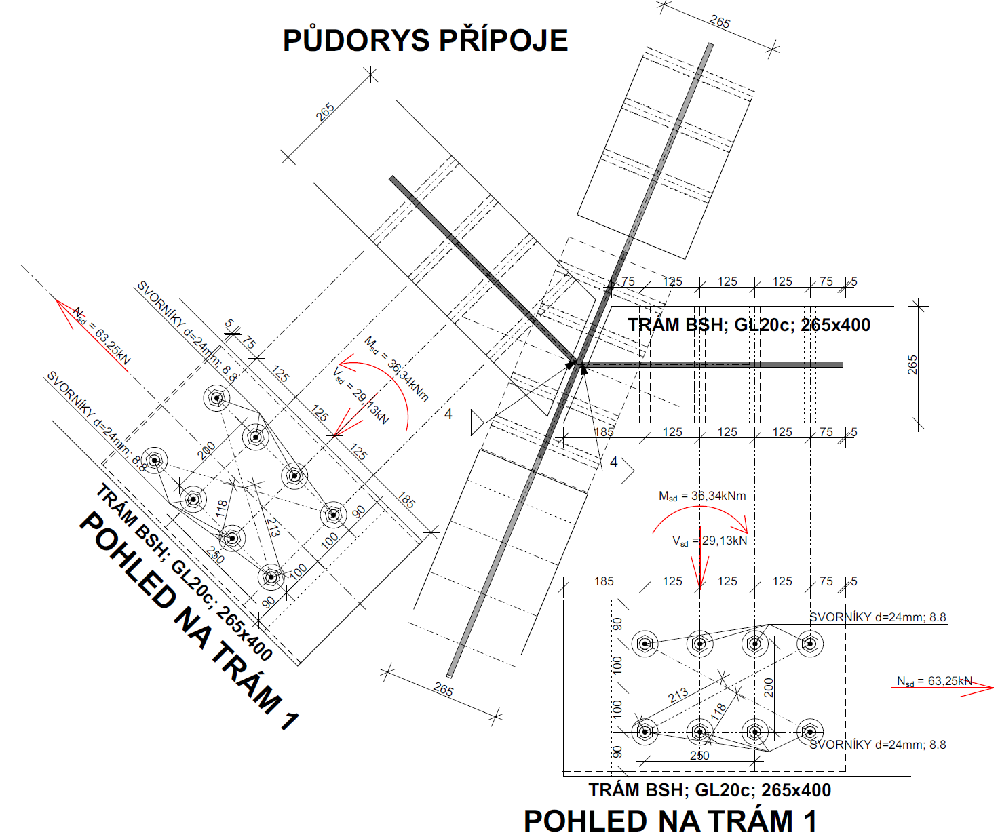 PŮDORYS PŘÍPOJE
265
265
75
125
125
125
75
5
TRÁM BSH; GL20c; 265x400
265
185
125
125
125
75
5
4
4
Nsd = 63,25kN
SVORNÍKY d=24mm; 8.8
SVORNÍKY d=24mm; 8.8
5
75
125
125
125
185
Msd = 36,34kNm
Vsd = 29,13kN
200
118
213
250
90
100
100
90
TRÁM BSH; GL20c; 265x400
POHLED NA TRÁM 1
265
Msd = 36,34kNm
Vsd = 29,13kN
185
125
125
125
75
5
90
100
100
90
SVORNÍKY d=24mm; 8.8
Nsd = 63,25kN
213
118
200
250
SVORNÍKY d=24mm; 8.8
TRÁM BSH; GL20c; 265x400
POHLED NA TRÁM 1